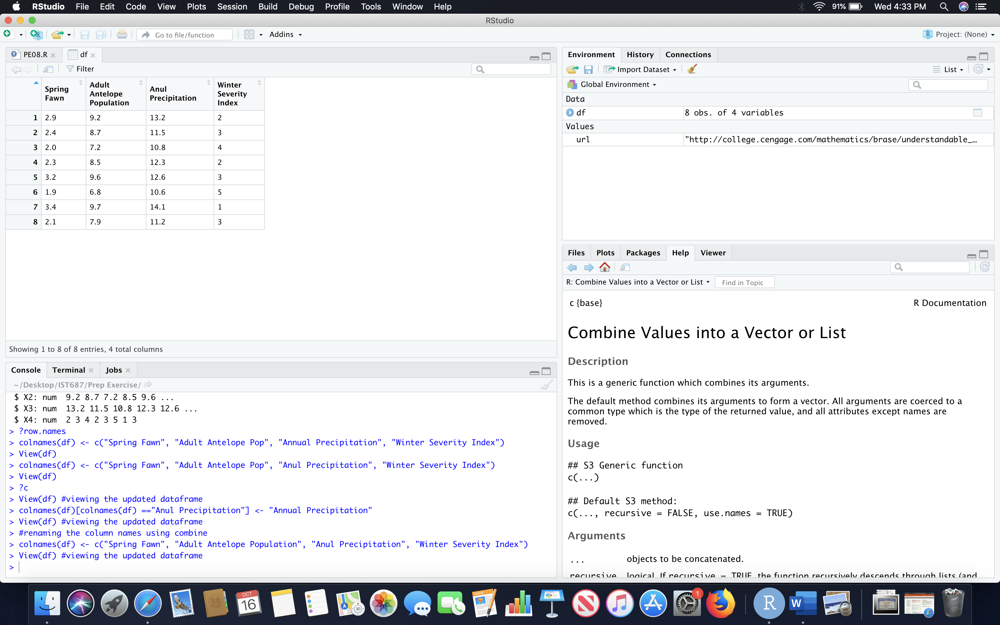 RStudio File Edit Code View Plots Session Build Debug Profile Tools Window Help 91% Wed 4:33 PM
RStudio
Go to file/function Addins Project: (None)
PE08.R df
Filter
Spring Fawn Adult Antelope Population Anul Precipitation Winter Severity Index
1 2.9 9.2 13.2 2
2 2.4 8.7 11.5 3
3 2.0 7.2 10.8 4
4 2.3 8.5 12.3 2
5 3.2 9.6 12.6 3
6 1.9 6.8 10.6 5
7 3.4 9.7 14.1 1
8 2.1 7.9 11.2 3
Showing 1 to 8 of 8 entries, 4 total columns
Console Terminal Jobs
~/Desktop/IST687/Prep Exercise/
$ X2: num 9.2 8.7 7.2 8.5 9.6 ...
$ X3: num 13.2 11.5 10.8 12.3 12.6 ...
$ X4: num 2 3 4 2 3 5 1 3
> ?row.names
> colnames(df) <- c("Spring Fawn", "Adult Antelope Pop", "Annual Precipitation", "Winter Severity Index")
> View(df)
> colnames(df) <- c("Spring Fawn", "Adult Antelope Pop", "Anul Precipitation", "Winter Severity Index")
> View(df)
> ?c
> View(df) #viewing the updated dataframe
> colnames(df)[colnames(df) =="Anul Precipitation"] <- "Annual Precipitation"
> View(df) #viewing the updated dataframe
> #renaming the column names using combine
> colnames(df) <- c("Spring Fawn", "Adult Antelope Population", "Anul Precipitation", "Winter Severity Index")
> View(df) #viewing the updated dataframe
>
Environment History Connections
Import Dataset List
Global Environment
Data
df 8 obs. of 4 variables
Values
url "http://college.cengage.com/mathematics/brase/understandable_…
Files Plots Packages Help Viewer
R: Combine Values into a Vector or List Find in Topic
c {base} R Documentation
Combine Values into a Vector or List
Description
This is a generic function which combines its arguments.
The default method combines its arguments to form a vector. All arguments are coerced to a
common type which is the type of the returned value, and all attributes except names are
removed.
Usage
## S3 Generic function
c(...)
## Default S3 method:
c(..., recursive = FALSE, use.names = TRUE)
Arguments
... objects to be concatenated.
recursive logical. If recursive = TRUE, the function recursively descends through lists (and
OCT
16
3D
PAGES
1
R
W